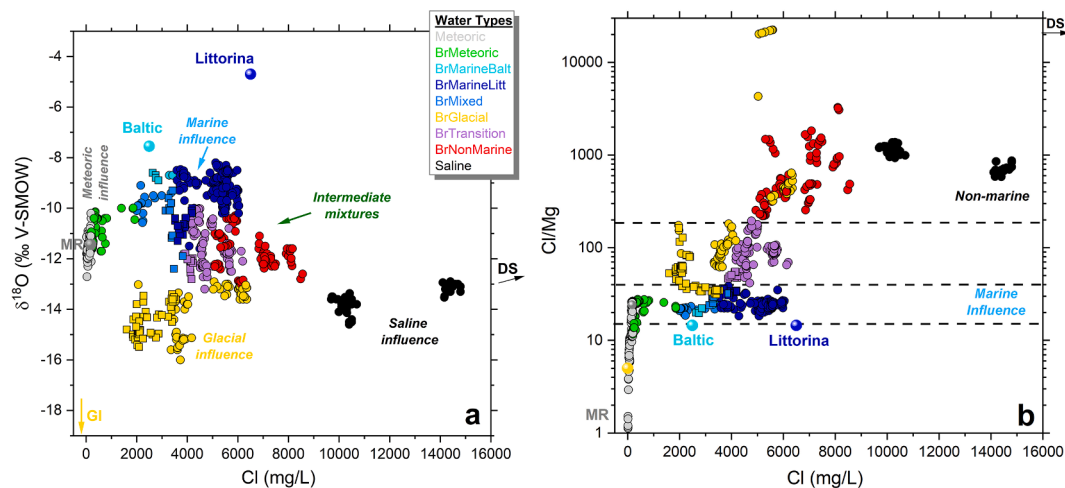 Water Types
Meteoric
BrMeteoric
BrMarineBalt
BrMarineLitt
BrMixed
BrGlacial
BrTransition
BrNonMarine
Saline
-4
-6
-8
-10
-12
-14
-16
-18
δ18O (‰ V-SMOW)
Littorina
Baltic
Marine
influence
Meteoric
influence
Intermediate
mixtures
MR
DS
Glacial
influence
Saline
influence
GI
a
0
2000
4000
6000
8000
10000
12000
14000
16000
Cl (mg/L)
b
DS
10000
1000
100
10
1
Cl/Mg
Non-marine
Marine
Influence
Baltic
Littorina
MR
0
2000
4000
6000
8000
10000
12000
14000
16000
Cl (mg/L)